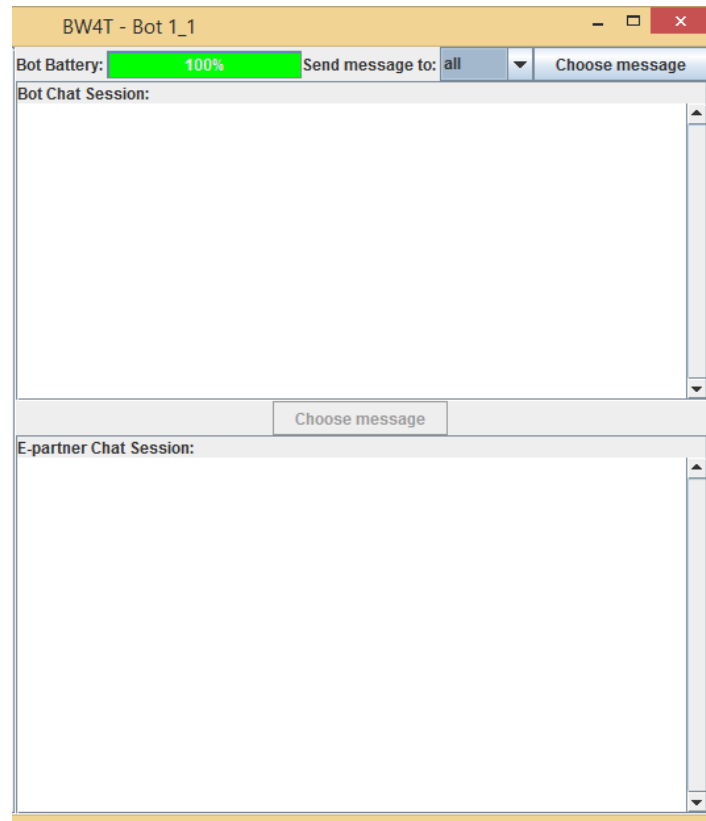 BW4T - Bot 1_1
Bot Battery: 100% Send message to: all Choose message
Bot Chat Session:
Choose message
E-partner Chat Session: